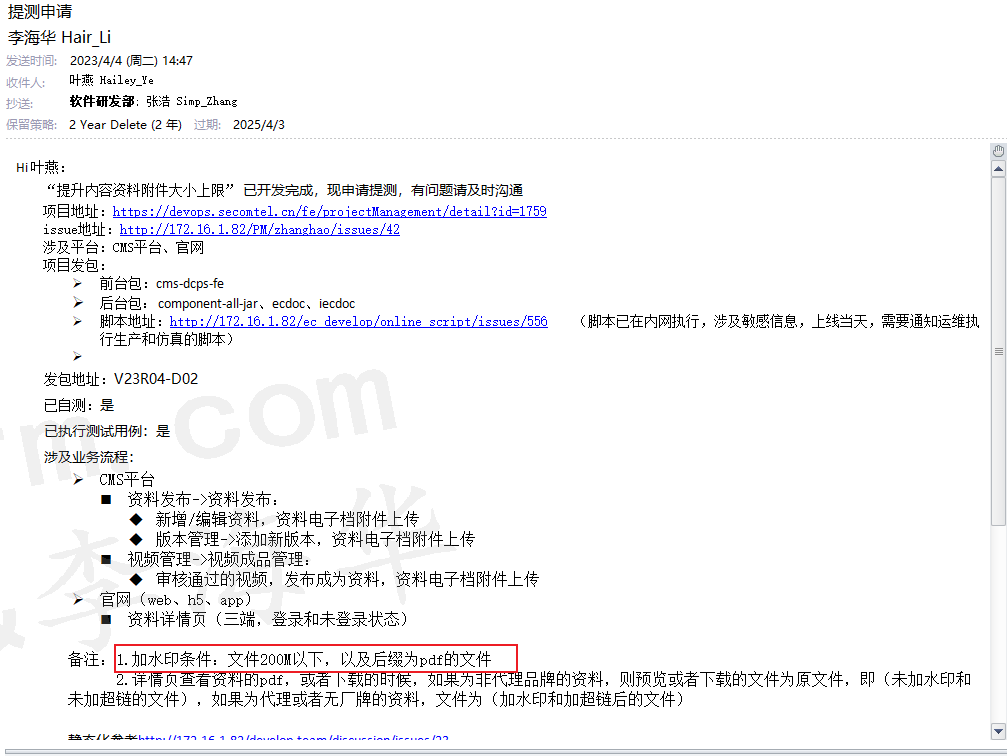 提测申请
李海华 Hair_Li
发送时间: 2023/4/4 (周二) 14:47
收件人: 叶燕 Hailey_Ye
抄送: 软件研发部; 张浩 Simp_Zhang
保留策略: 2 Year Delete (2 年) 过期: 2025/4/3
Hi叶燕：
“提升内容资料附件大小上限” 已开发完成，现申请提测，有问题请及时沟通
项目地址：https://devops.secomtel.cn/fe/projectManagement/detail?id=1759
issue地址：http://172.16.1.82/PM/zhanghao/issues/42
涉及平台：CMS平台、官网
项目发包：
➢ 前台包：cms-dcps-fe
➢ 后台包：component-all-jar、ecdoc、iecdoc
➢ 脚本地址：http://172.16.1.82/ec_develop/online_script/issues/556 （脚本已在内网执行，涉及敏感信息，上线当天，需要通知运维执
行生产和仿真的脚本）
➢
发包地址：V23R04-D02
已自测：是
已执行测试用例：是
涉及业务流程：
➢ CMS平台
■ 资料发布->资料发布：
◆ 新增/编辑资料，资料电子档附件上传
◆ 版本管理->添加新版本，资料电子档附件上传
■ 视频管理->视频成品管理：
◆ 审核通过的视频，发布成为资料，资料电子档附件上传
➢ 官网（web、h5、app）
■ 资料详情页（三端，登录和未登录状态）
备注：1.加水印条件：文件200M以下，以及后缀为pdf的文件
2.详情页查看资料的pdf，或者下载的时候，如果为非代理品牌的资料，则预览或者下载的文件为原文件，即（未加水印和
未加超链的文件），如果为代理或者无厂牌的资料，文件为（加水印和加超链后的文件）
静态化参考http://172.16.1.82/develop_team/discussion/issues/23
com
李海华